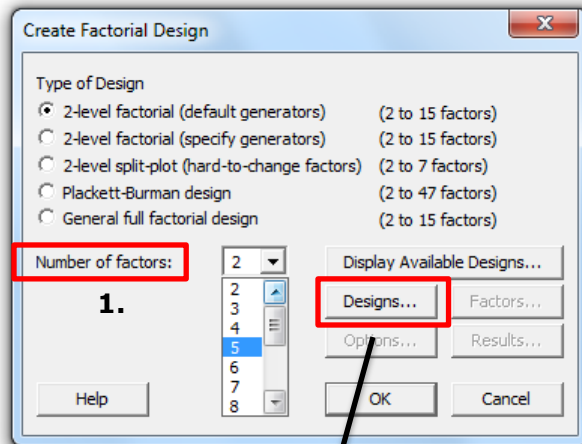 Create Factorial Design
Type of Design
2-level factorial (default generators) (2 to 15 factors)
2-level factorial (specify generators) (2 to 15 factors)
2-level split-plot (hard-to-change factors) (2 to 7 factors)
Plackett-Burman design (2 to 47 factors)
General full factorial design (2 to 15 factors)
Number of factors: 2 Display Available Designs...
1.
2
3
4
5
6
7
8
Designs... Factors...
Options... Results...
Help OK Cancel